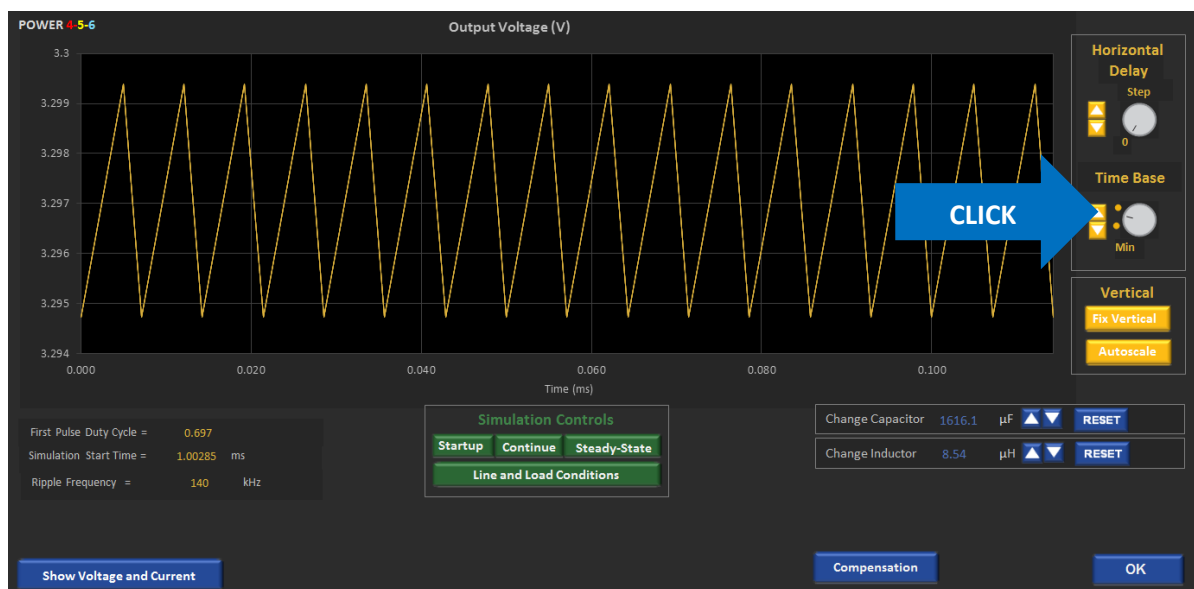 POWER 4-5-6
Output Voltage (V)
3.3
3.299
3.298
3.297
3.296
3.295
3.294
0.000 0.020 0.040 0.060 0.080 0.100
Time (ms)
Horizontal
Delay
Step
0
Time Base
CLICK
Min
Vertical
Fix Vertical
Autoscale
First Pulse Duty Cycle = 0.697
Simulation Start Time = 1.00285 ms
Ripple Frequency = 140 kHz
Simulation Controls
Startup Continue Steady-State
Line and Load Conditions
Change Capacitor 1616.1 µF RESET
Change Inductor 8.54 µH RESET
Show Voltage and Current
Compensation
OK